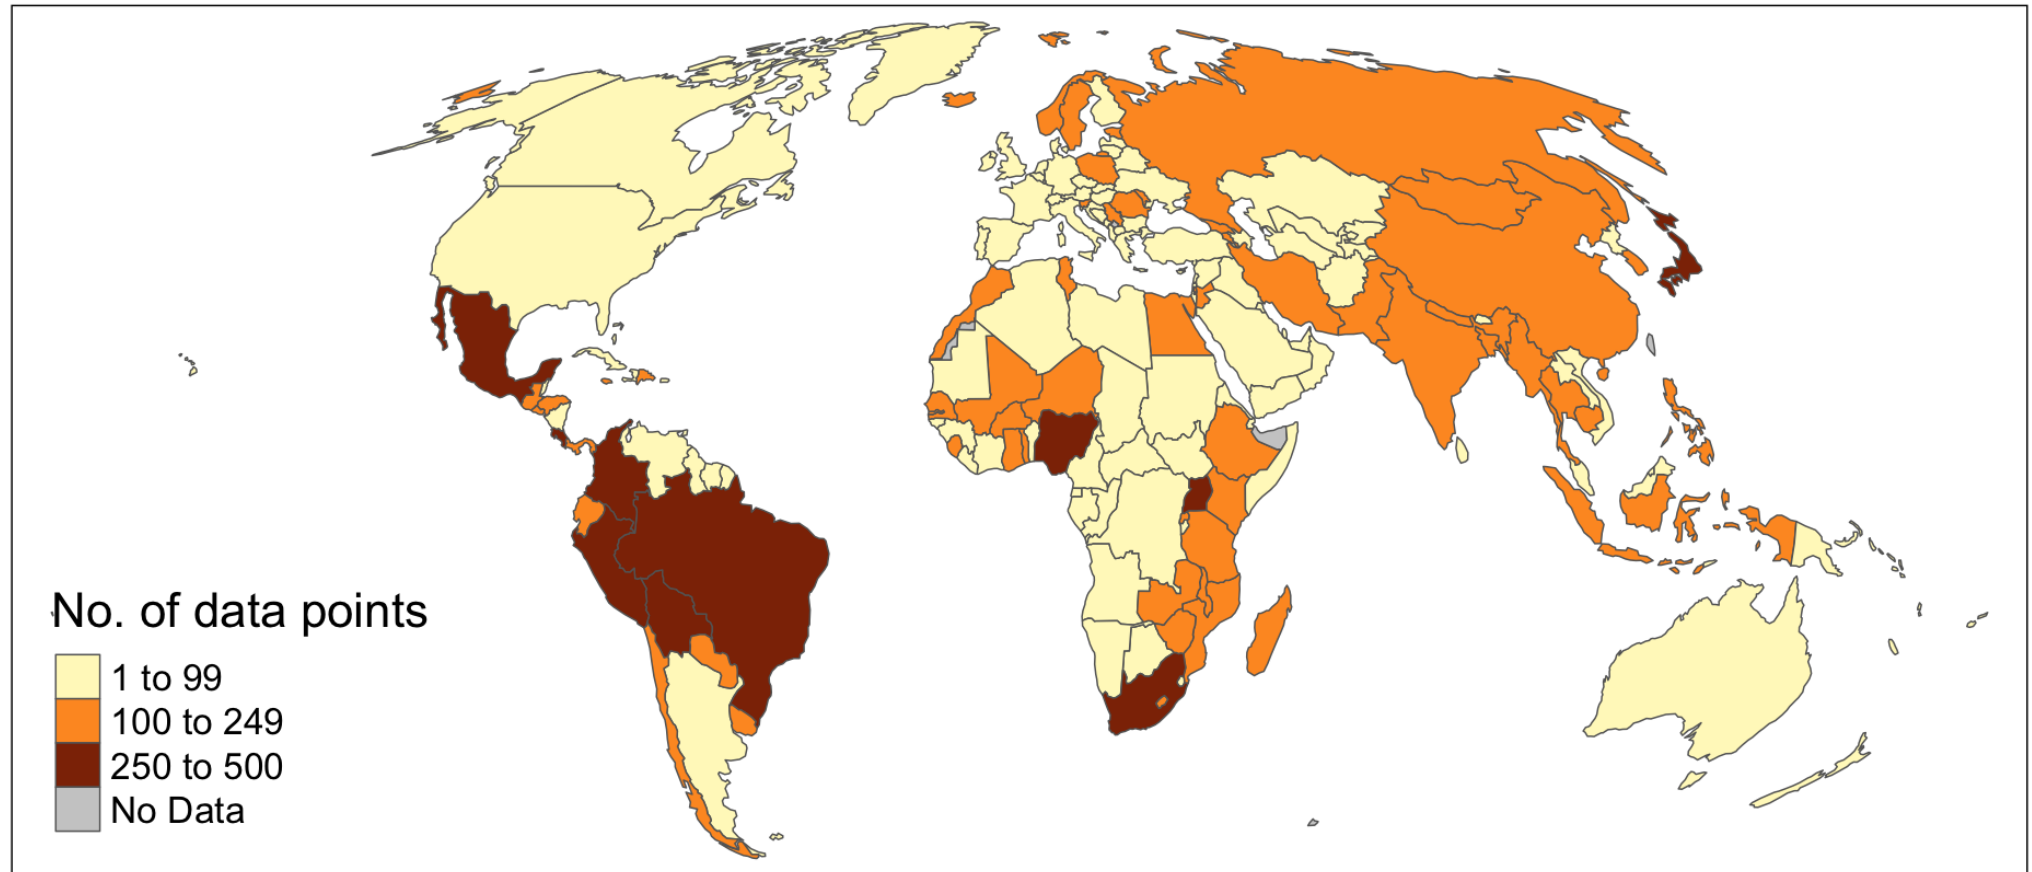 No. of data points
1 to 99
100 to 249
250 to 500
No Data